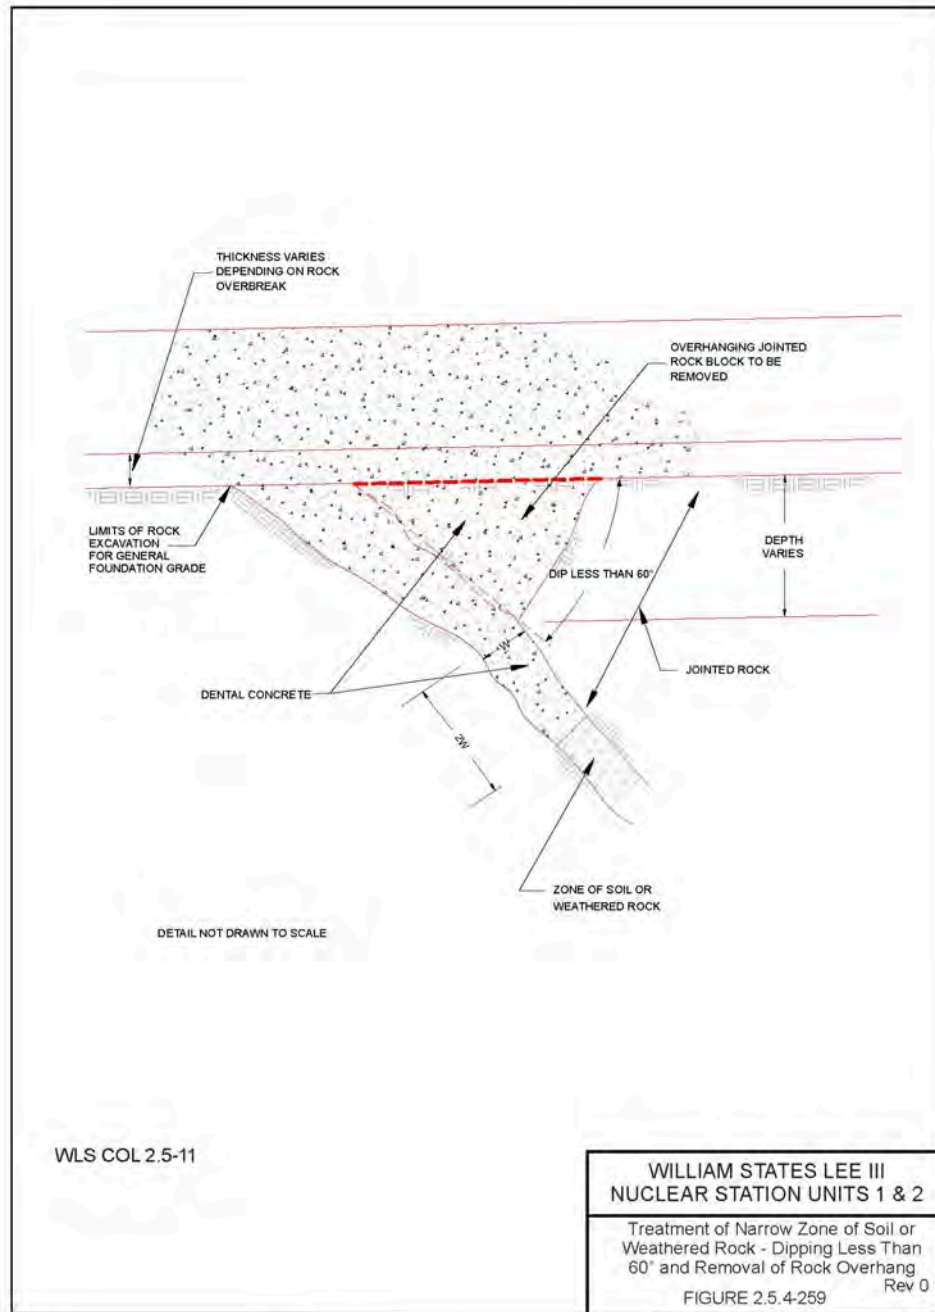 THICKNESS VARIES
DEPENDING ON ROCK
OVERBREAK
OVERHANGING JOINTED
ROCK BLOCK TO BE
REMOVED
LIMITS OF ROCK
EXCAVATION
FOR GENERAL
FOUNDATION GRADE
DEPTH
VARIES
DIP LESS THAN 60°
W
JOINTED ROCK
DENTAL CONCRETE
2W
ZONE OF SOIL OR
WEATHERED ROCK
DETAIL NOT DRAWN TO SCALE
WLS COL 2.5-11
WILLIAM STATES LEE III
NUCLEAR STATION UNITS 1 & 2
Treatment of Narrow Zone of Soil or
Weathered Rock - Dipping Less Than
60° and Removal of Rock Overhang
Rev 0
FIGURE 2.5.4-259